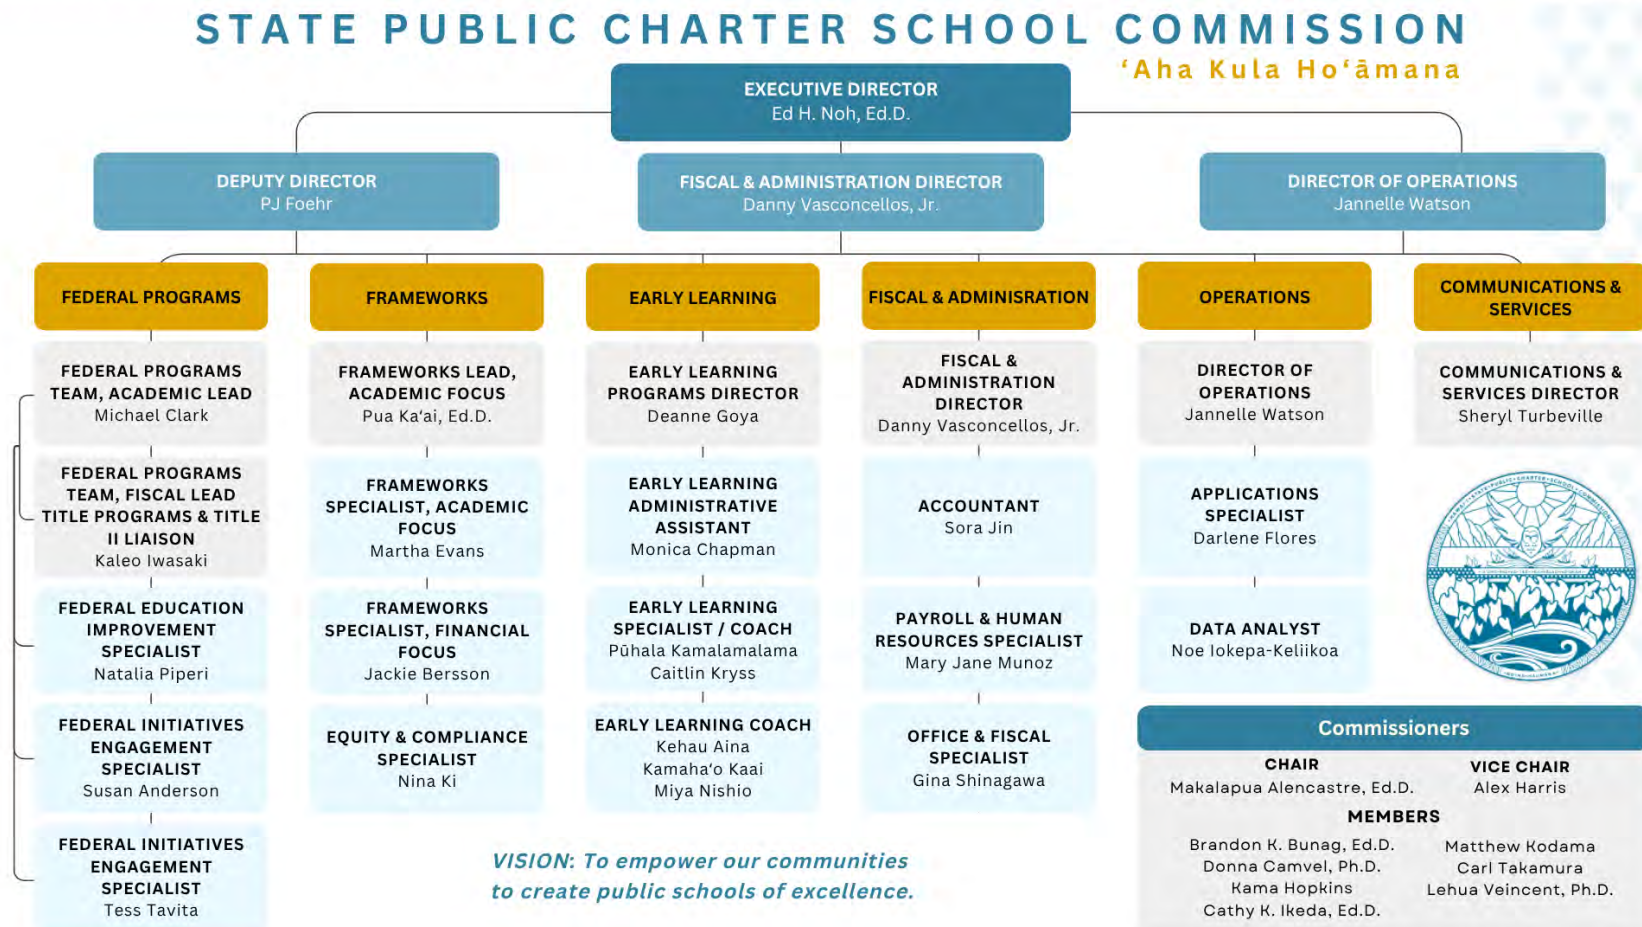 STATE PUBLIC CHARTER SCHOOL COMMISSION
ʻAha Kula Hoʻāmana
EXECUTIVE DIRECTOR
Ed H. Noh, Ed.D.
DEPUTY DIRECTOR
PJ Foehr
FISCAL & ADMINISTRATION DIRECTOR
Danny Vasconcellos, Jr.
DIRECTOR OF OPERATIONS
Jannelle Watson
FEDERAL PROGRAMS
FEDERAL PROGRAMS
TEAM, ACADEMIC LEAD
Michael Clark
FEDERAL PROGRAMS
TEAM, FISCAL LEAD
TITLE PROGRAMS & TITLE
II LIAISON
Kaleo Iwasaki
FEDERAL EDUCATION
IMPROVEMENT
SPECIALIST
Natalia Piperi
FEDERAL INITIATIVES
ENGAGEMENT
SPECIALIST
Susan Anderson
FEDERAL INITIATIVES
ENGAGEMENT
SPECIALIST
Tess Tavita
FRAMEWORKS
FRAMEWORKS LEAD,
ACADEMIC FOCUS
Pua Kaʻai, Ed.D.
FRAMEWORKS
SPECIALIST, ACADEMIC
FOCUS
Martha Evans
FRAMEWORKS
SPECIALIST, FINANCIAL
FOCUS
Jackie Bersson
EQUITY & COMPLIANCE
SPECIALIST
Nina Ki
EARLY LEARNING
EARLY LEARNING
PROGRAMS DIRECTOR
Deanne Goya
EARLY LEARNING
ADMINISTRATIVE
ASSISTANT
Monica Chapman
EARLY LEARNING
SPECIALIST / COACH
Pūhala Kamalamalama
Caitlin Kryss
EARLY LEARNING COACH
Kehau Aina
Kamahaʻo Kaai
Miya Nishio
FISCAL & ADMINISRATION
FISCAL &
ADMINISTRATION
DIRECTOR
Danny Vasconcellos, Jr.
ACCOUNTANT
Sora Jin
PAYROLL & HUMAN
RESOURCES SPECIALIST
Mary Jane Munoz
OFFICE & FISCAL
SPECIALIST
Gina Shinagawa
OPERATIONS
DIRECTOR OF
OPERATIONS
Jannelle Watson
APPLICATIONS
SPECIALIST
Darlene Flores
DATA ANALYST
Noe Iokepa-Keliikoa
COMMUNICATIONS &
SERVICES
COMMUNICATIONS &
SERVICES DIRECTOR
Sheryl Turbeville
VISION: To empower our communities
to create public schools of excellence.
Commissioners
CHAIR
Makalapua Alencastre, Ed.D.
VICE CHAIR
Alex Harris
MEMBERS
Brandon K. Bunag, Ed.D.
Donna Camvel, Ph.D.
Kama Hopkins
Cathy K. Ikeda, Ed.D.
Matthew Kodama
Carl Takamura
Lehua Veincent, Ph.D.